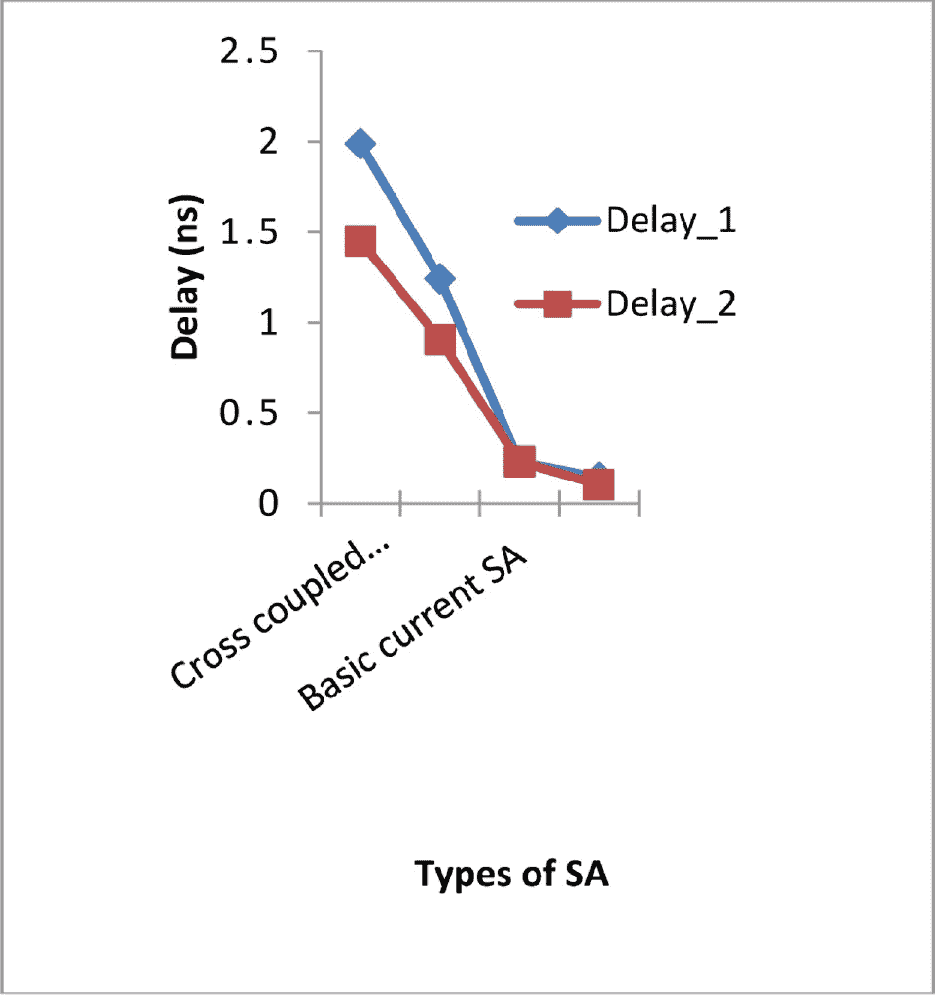 2.5
2
1.5
1
0.5
0
Delay (ns)
Delay_1
Delay_2
Cross coupled...
Basic current SA
Types of SA